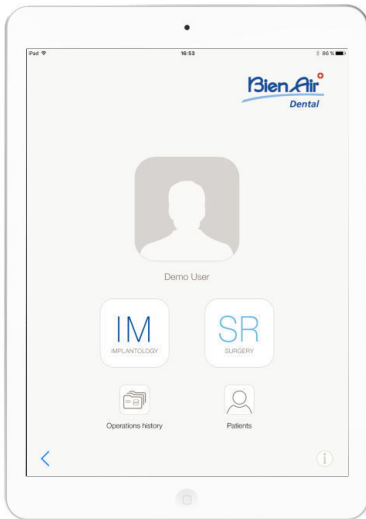 iPad 16:53 86 %
Bien Air
Dental
Demo User
IM SR
IMPLANTOLOGY SURGERY
Operations history Patients
i